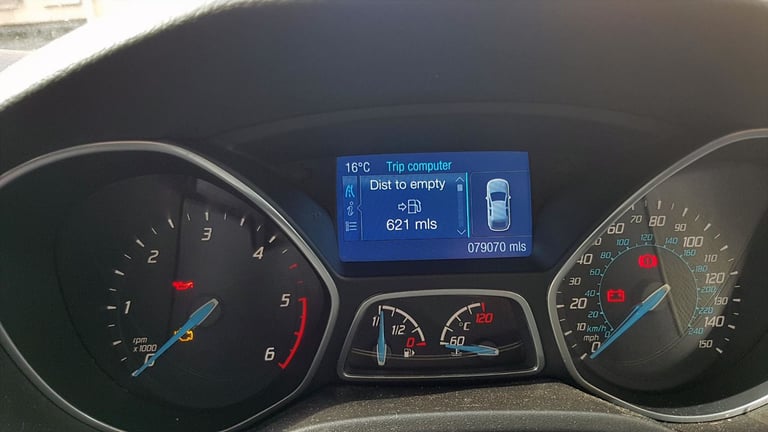 16°C Trip computer
Dist to empty
621 mls
079070 mls
0 1 2 3 4 5 6
rpm
x1000
1/1 1/2 0
°C
60 120
0 10 20 30 40 50 60 70 80 90 100 110 120 130 140 150
mph
20 40 60 80 100 120 140 160 180 200 220 240
km/h